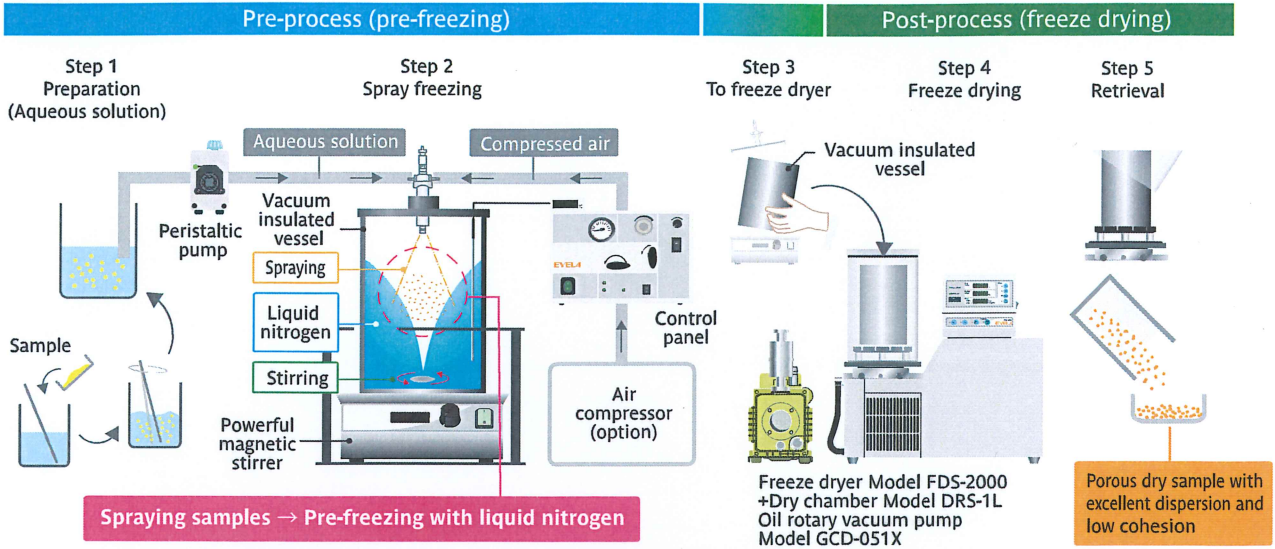 Pre-process (pre-freezing)
Post-process (freeze drying)
Step 1
Preparation
(Aqueous solution)
Step 2
Spray freezing
Step 3
To freeze dryer
Step 4
Freeze drying
Step 5
Retrieval
Aqueous solution
Compressed air
Peristaltic
pump
Vacuum
insulated
vessel
Spraying
Liquid
nitrogen
Stirring
Powerful
magnetic
stirrer
Sample
EYELA
Control
panel
Air
compressor
(option)
Vacuum insulated
vessel
Freeze dryer Model FDS-2000
+Dry chamber Model DRS-1L
Oil rotary vacuum pump
Model GCD-051X
Spraying samples → Pre-freezing with liquid nitrogen
Porous dry sample with
excellent dispersion and
low cohesion